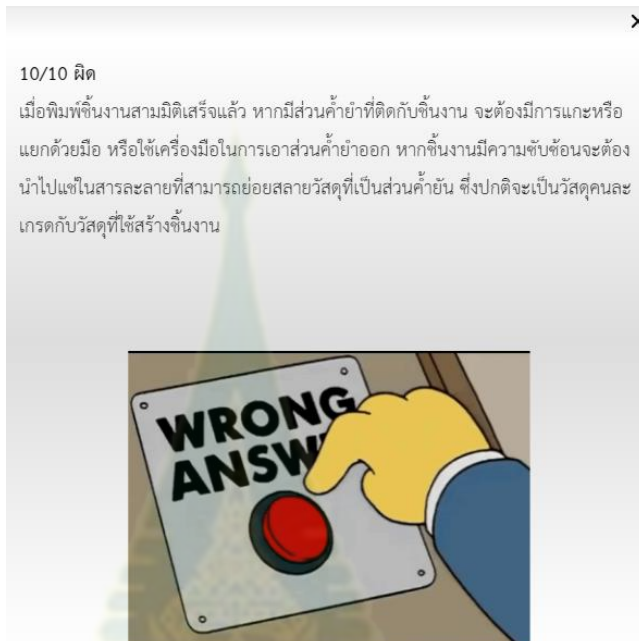 10/10 ผิด
เมื่อพิมพ์ชิ้นงานสามมิติเสร็จแล้ว หากมีส่วนค้ำยำที่ติดกับชิ้นงาน จะต้องมีการแกะหรือ
แยกด้วยมือ หรือใช้เครื่องมือในการเอาส่วนค้ำยำออก หากชิ้นงานมีความซับซ้อนจะต้อง
นำไปแช่ในสารละลายที่สามารถย่อยสลายวัสดุที่เป็นส่วนค้ำยัน ซึ่งปกติจะเป็นวัสดุคนละ
เกรดกับวัสดุที่ใช้สร้างชิ้นงาน
WRONG
ANSW